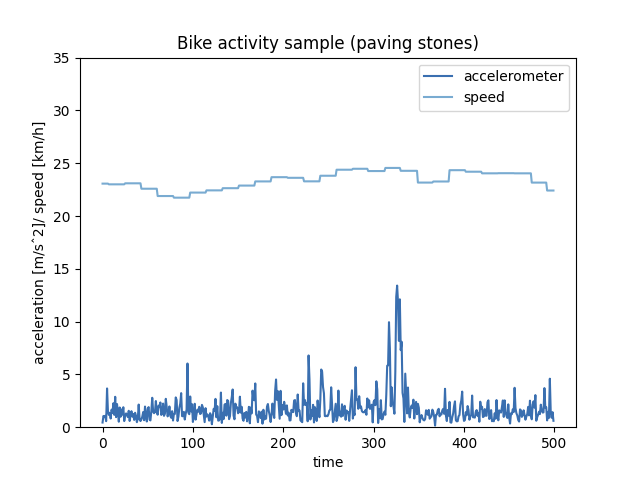 Bike activity sample (paving stones)
accelerometer
speed
acceleration [m/sˆ2]/ speed [km/h]
35
30
25
20
15
10
5
0
0 100 200 300 400 500
time